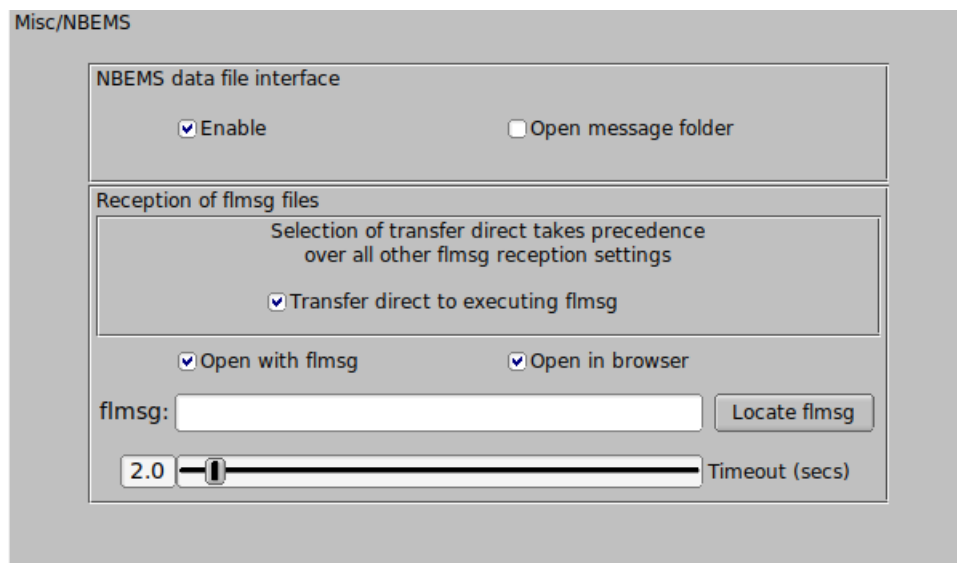 Misc/NBEMS
NBEMS data file interface
Enable
Open message folder
Reception of flmsg files
Selection of transfer direct takes precedence
over all other flmsg reception settings
Transfer direct to executing flmsg
Open with flmsg
Open in browser
flmsg:
Locate flmsg
2.0
Timeout (secs)